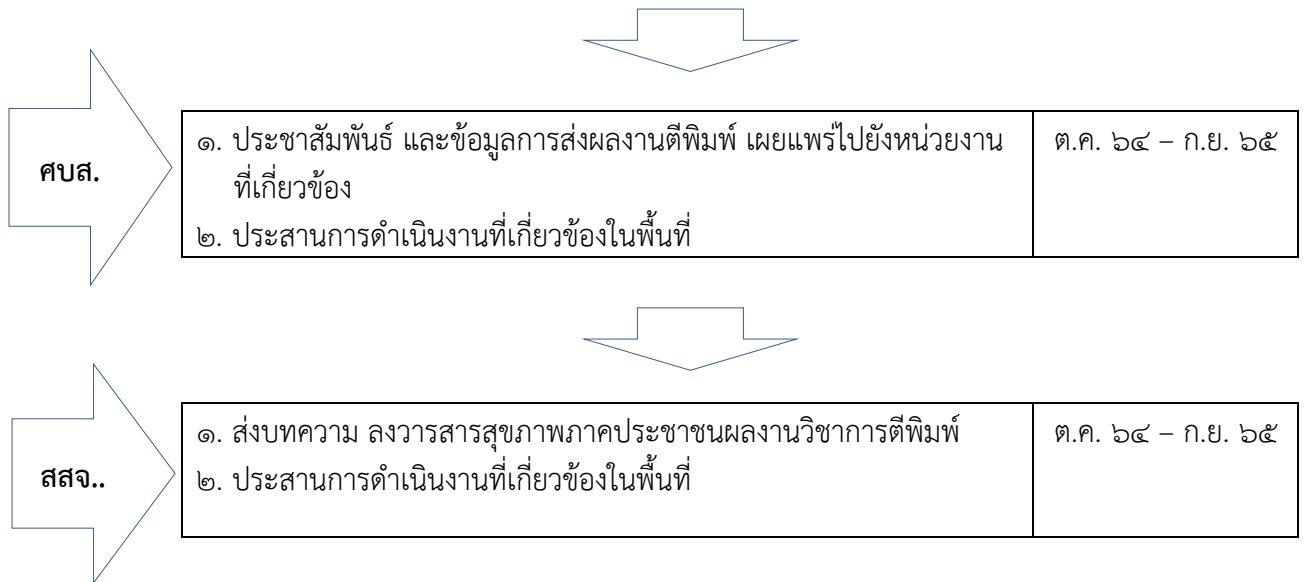 ศบส.
๑. ประชาสัมพันธ์ และข้อมูลการส่งผลงานตีพิมพ์ เผยแพร่ไปยังหน่วยงาน
ที่เกี่ยวข้อง
๒. ประสานการดำเนินงานที่เกี่ยวข้องในพื้นที่
ต.ค. ๖๔ – ก.ย. ๖๕
สสจ..
๑. ส่งบทความ ลงวารสารสุขภาพภาคประชาชนผลงานวิชาการตีพิมพ์
๒. ประสานการดำเนินงานที่เกี่ยวข้องในพื้นที่
ต.ค. ๖๔ – ก.ย. ๖๕